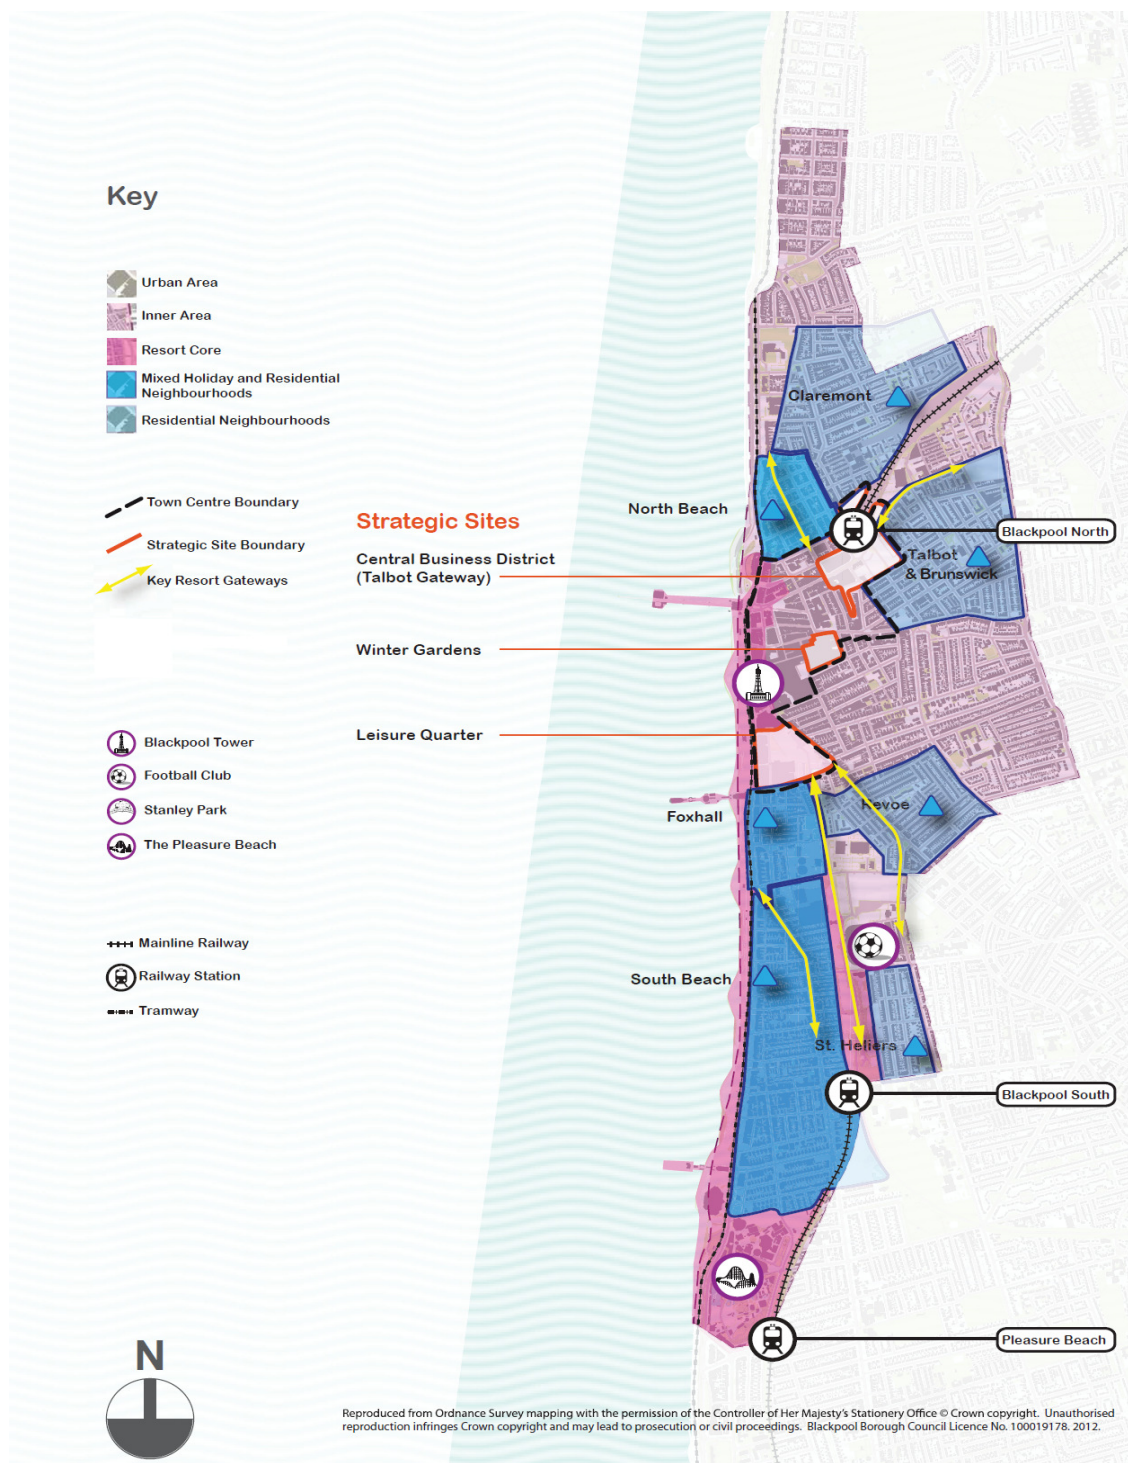 Key
Urban Area
Inner Area
Resort Core
Mixed Holiday and Residential
Neighbourhoods
Residential Neighbourhoods
Town Centre Boundary
Strategic Site Boundary
Key Resort Gateways
Strategic Sites
Central Business District
(Talbot Gateway)
Winter Gardens
Leisure Quarter
Blackpool Tower
Football Club
Stanley Park
The Pleasure Beach
Mainline Railway
Railway Station
Tramway
Claremont
North Beach
Blackpool North
Talbot
& Brunswick
Foxhall
Revoe
South Beach
St. Heliers
Blackpool South
Pleasure Beach
N
Reproduced from Ordnance Survey mapping with the permission of the Controller of Her Majesty's Stationery Office © Crown copyright. Unauthorised
reproduction infringes Crown copyright and may lead to prosecution or civil proceedings. Blackpool Borough Council Licence No. 100019178. 2012.